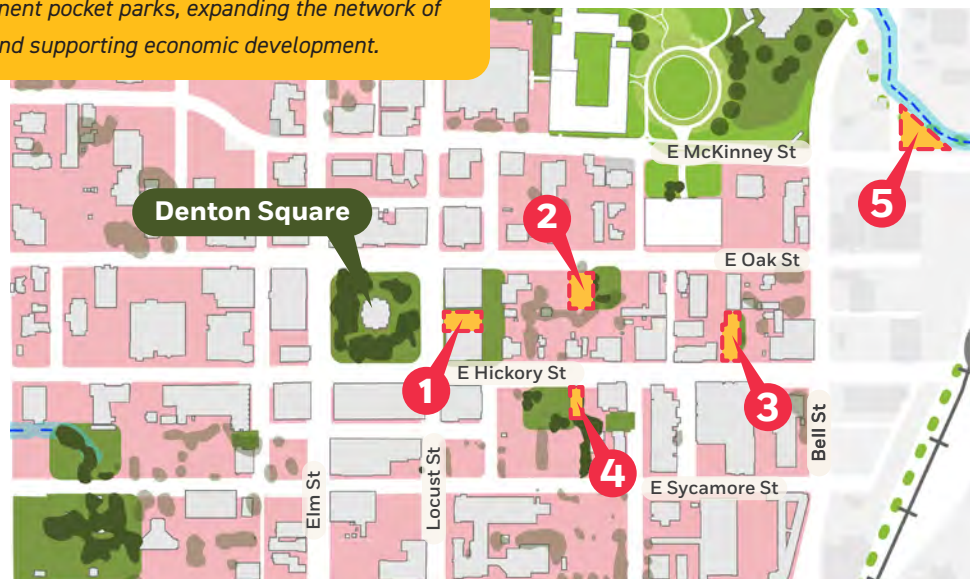 nent pocket parks, expanding the network of
nd supporting economic development.
E McKinney St
5
Denton Square
2
E Oak St
1
E Hickory St
3
4
Bell St
Elm St
Locust St
E Sycamore St